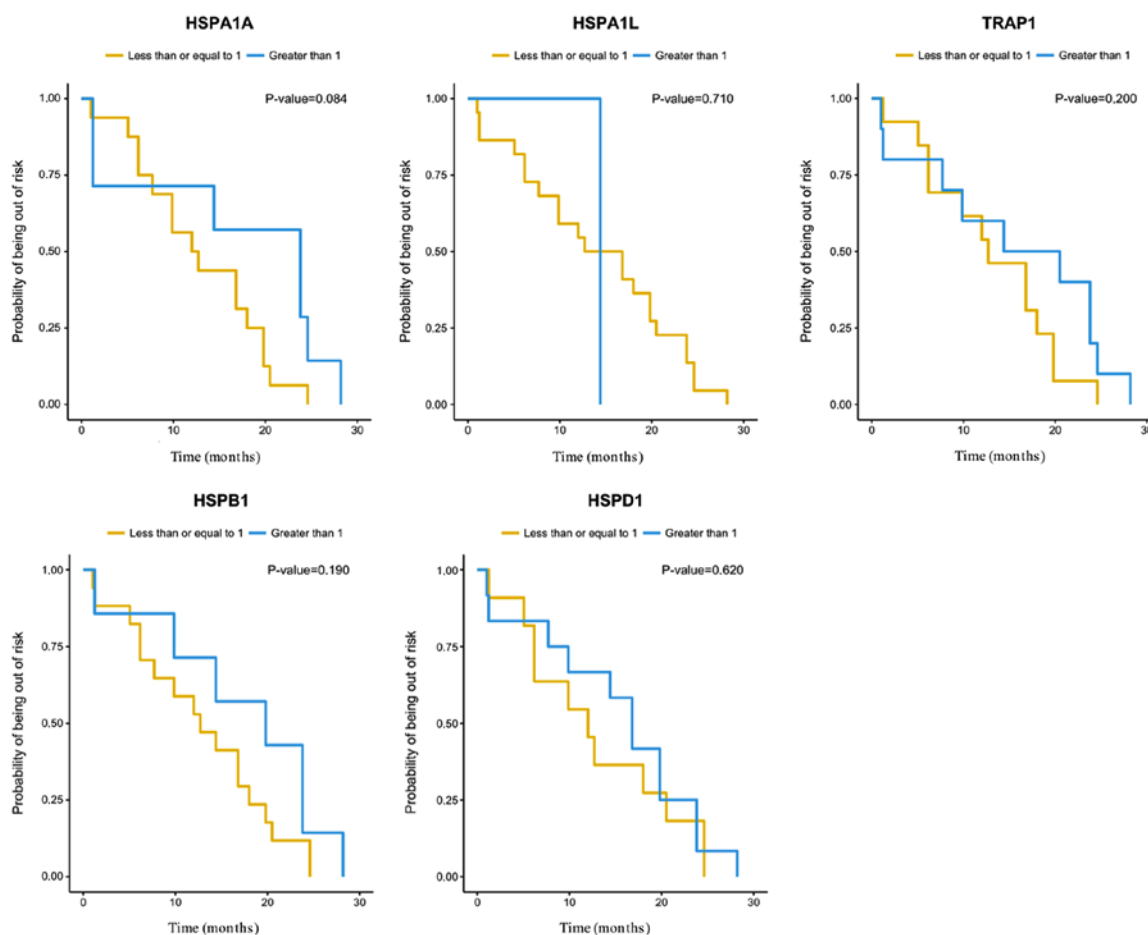 HSPA1A
Less than or equal to 1 Greater than 1
P-value=0.084
Probability of being out of risk
1.00
0.75
0.50
0.25
0.00
0 10 20 30
Time (months)
HSPA1L
Less than or equal to 1 Greater than 1
P-value=0.710
Probability of being out of risk
1.00
0.75
0.50
0.25
0.00
0 10 20 30
Time (months)
TRAP1
Less than or equal to 1 Greater than 1
P-value=0,200
Probability of being out of risk
1.00
0.75
0.50
0.25
0.00
0 10 20 30
Time (months)
HSPB1
Less than or equal to 1 Greater than 1
P-value=0.190
Probability of being out of risk
1.00
0.75
0.50
0.25
0.00
0 10 20 30
Time (months)
HSPD1
Less than or equal to 1 Greater than 1
P-value=0.620
Probability of being out of risk
1.00
0.75
0.50
0.25
0.00
0 10 20 30
Time (months)